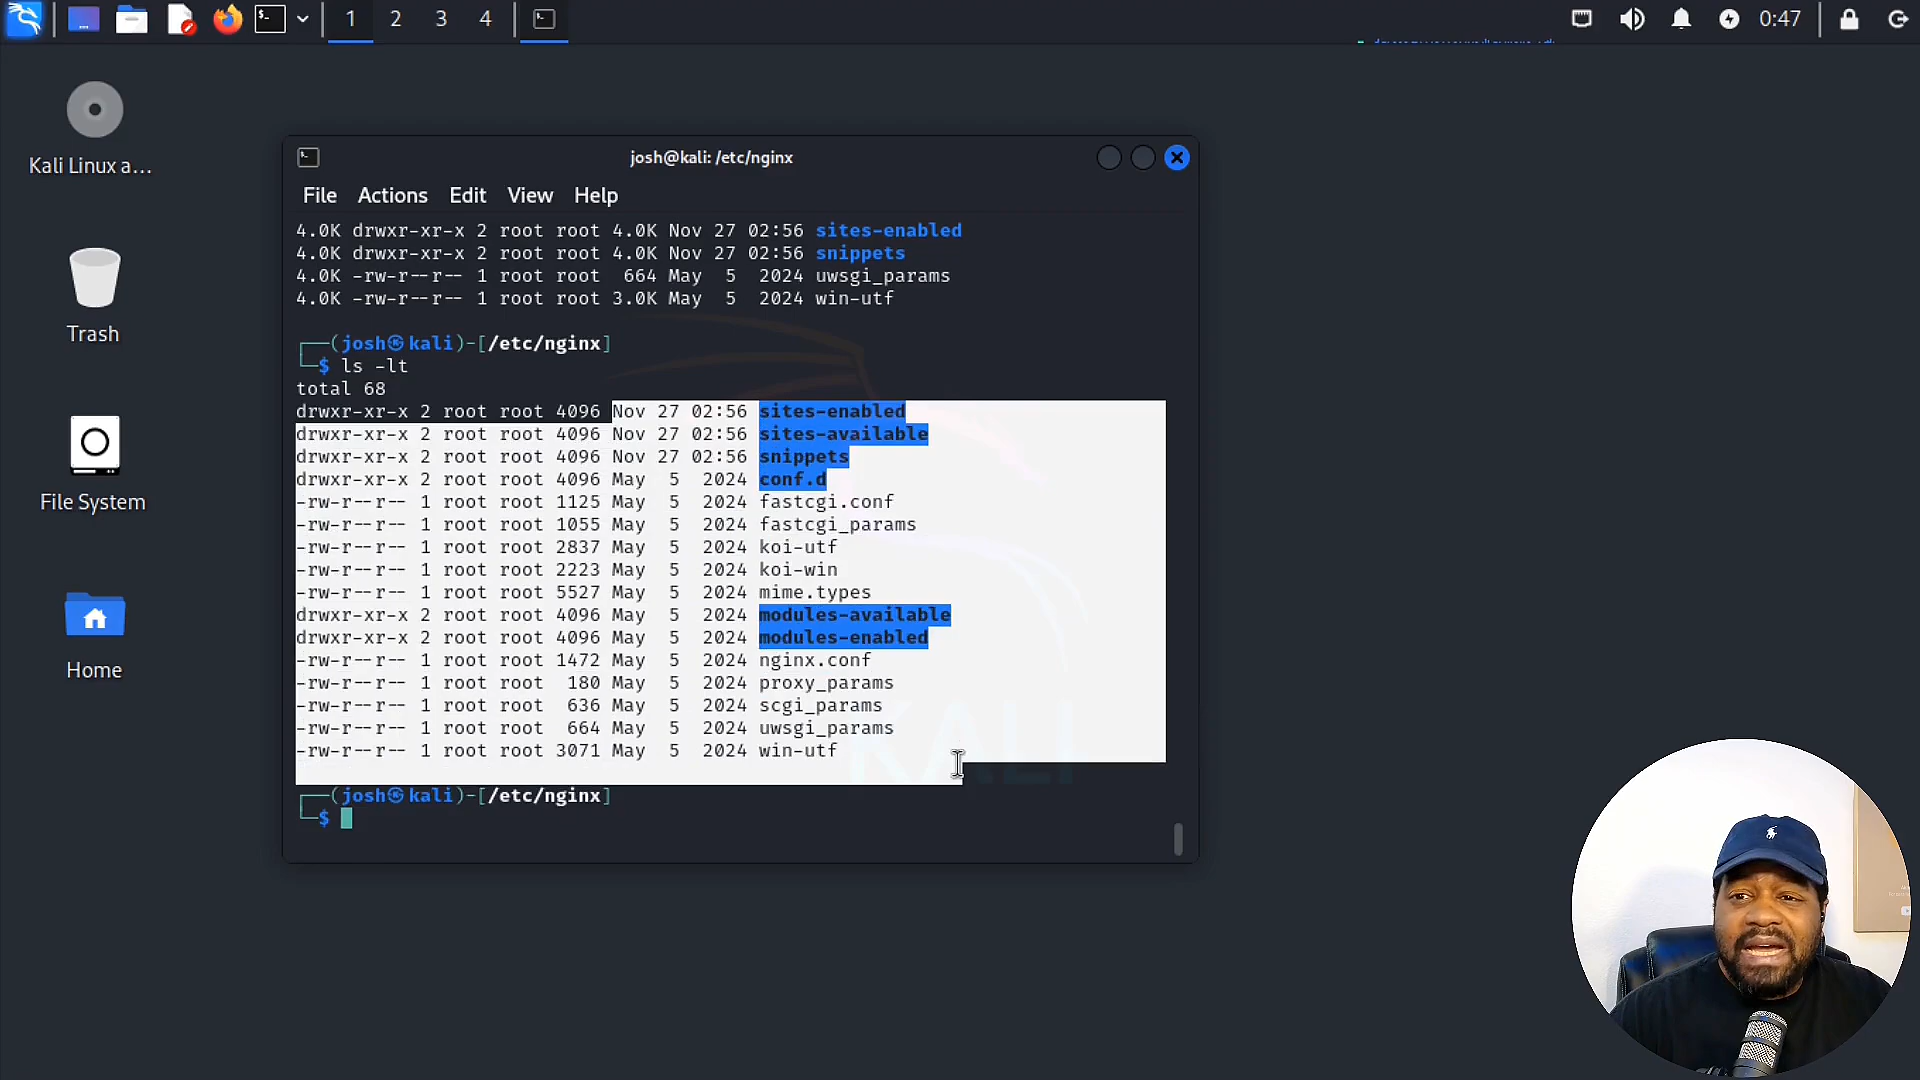 1 2 3 4
0:47
Kali Linux a...
Trash
File System
Home
josh@kali: /etc/nginx
File Actions Edit View Help
4.0K drwxr-xr-x 2 root root 4.0K Nov 27 02:56 sites-enabled
4.0K drwxr-xr-x 2 root root 4.0K Nov 27 02:56 snippets
4.0K -rw-r--r-- 1 root root  664 May  5  2024 uwsgi_params
4.0K -rw-r--r-- 1 root root 3.0K May  5  2024 win-utf
┌──(josh㉿kali)-[/etc/nginx]
└─$ ls -lt
total 68
drwxr-xr-x 2 root root 4096 Nov 27 02:56 sites-enabled
drwxr-xr-x 2 root root 4096 Nov 27 02:56 sites-available
drwxr-xr-x 2 root root 4096 Nov 27 02:56 snippets
drwxr-xr-x 2 root root 4096 May  5  2024 conf.d
-rw-r--r-- 1 root root 1125 May  5  2024 fastcgi.conf
-rw-r--r-- 1 root root 1055 May  5  2024 fastcgi_params
-rw-r--r-- 1 root root 2837 May  5  2024 koi-utf
-rw-r--r-- 1 root root 2223 May  5  2024 koi-win
-rw-r--r-- 1 root root 5527 May  5  2024 mime.types
drwxr-xr-x 2 root root 4096 May  5  2024 modules-available
drwxr-xr-x 2 root root 4096 May  5  2024 modules-enabled
-rw-r--r-- 1 root root 1472 May  5  2024 nginx.conf
-rw-r--r-- 1 root root  180 May  5  2024 proxy_params
-rw-r--r-- 1 root root  636 May  5  2024 scgi_params
-rw-r--r-- 1 root root  664 May  5  2024 uwsgi_params
-rw-r--r-- 1 root root 3071 May  5  2024 win-utf
KALI
┌──(josh㉿kali)-[/etc/nginx]
└─$